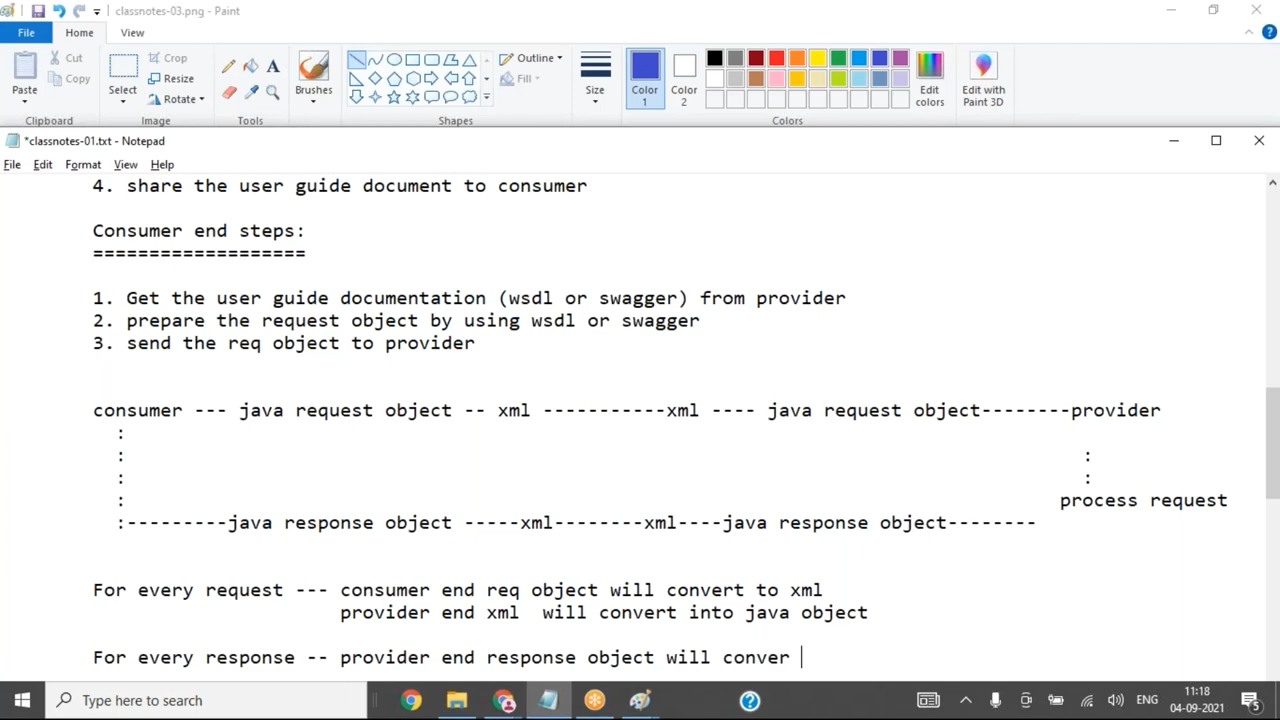 classnotes-03.png - Paint
File Home View
Paste Cut Copy Clipboard
Select Crop Resize Rotate Image
Tools
Brushes
Shapes
Outline Fill
Size
Color 1
Color 2
Edit colors
Colors
Edit with Paint 3D
*classnotes-01.txt - Notepad
File Edit Format View Help
4. share the user guide document to consumer
Consumer end steps:
===================
1. Get the user guide documentation (wsdl or swagger) from provider
2. prepare the request object by using wsdl or swagger
3. send the req object to provider
consumer --- java request object -- xml -----------xml ---- java request object--------provider
:
: :
: :
: process request
:---------java response object -----xml--------xml----java response object--------
For every request --- consumer end req object will convert to xml
provider end xml  will convert into java object
For every response -- provider end response object will conver
Type here to search
ENG
11:18
04-09-2021
5